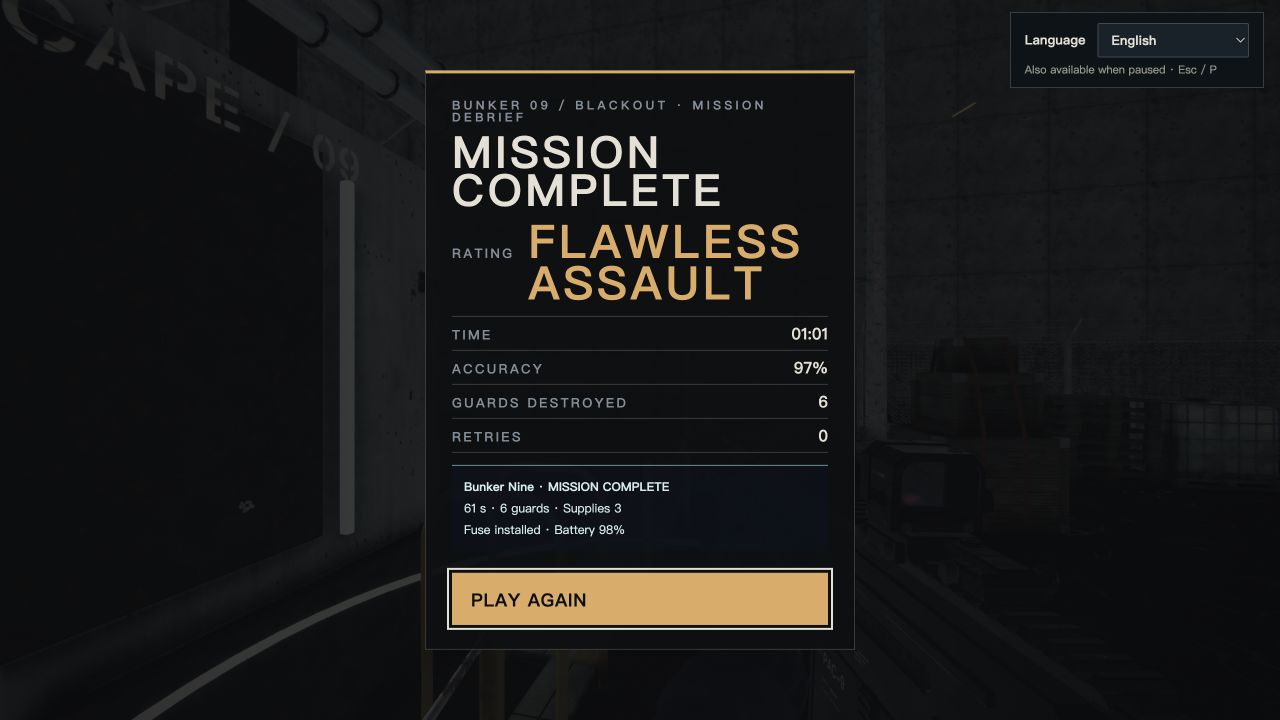 CAPE / 09
Language
English
Also available when paused · Esc / P
BUNKER 09 / BLACKOUT · MISSION
DEBRIEF
MISSION
COMPLETE
RATING
FLAWLESS
ASSAULT
TIME
01:01
ACCURACY
97%
GUARDS DESTROYED
6
RETRIES
0
Bunker Nine · MISSION COMPLETE
61 s · 6 guards · Supplies 3
Fuse installed · Battery 98%
PLAY AGAIN